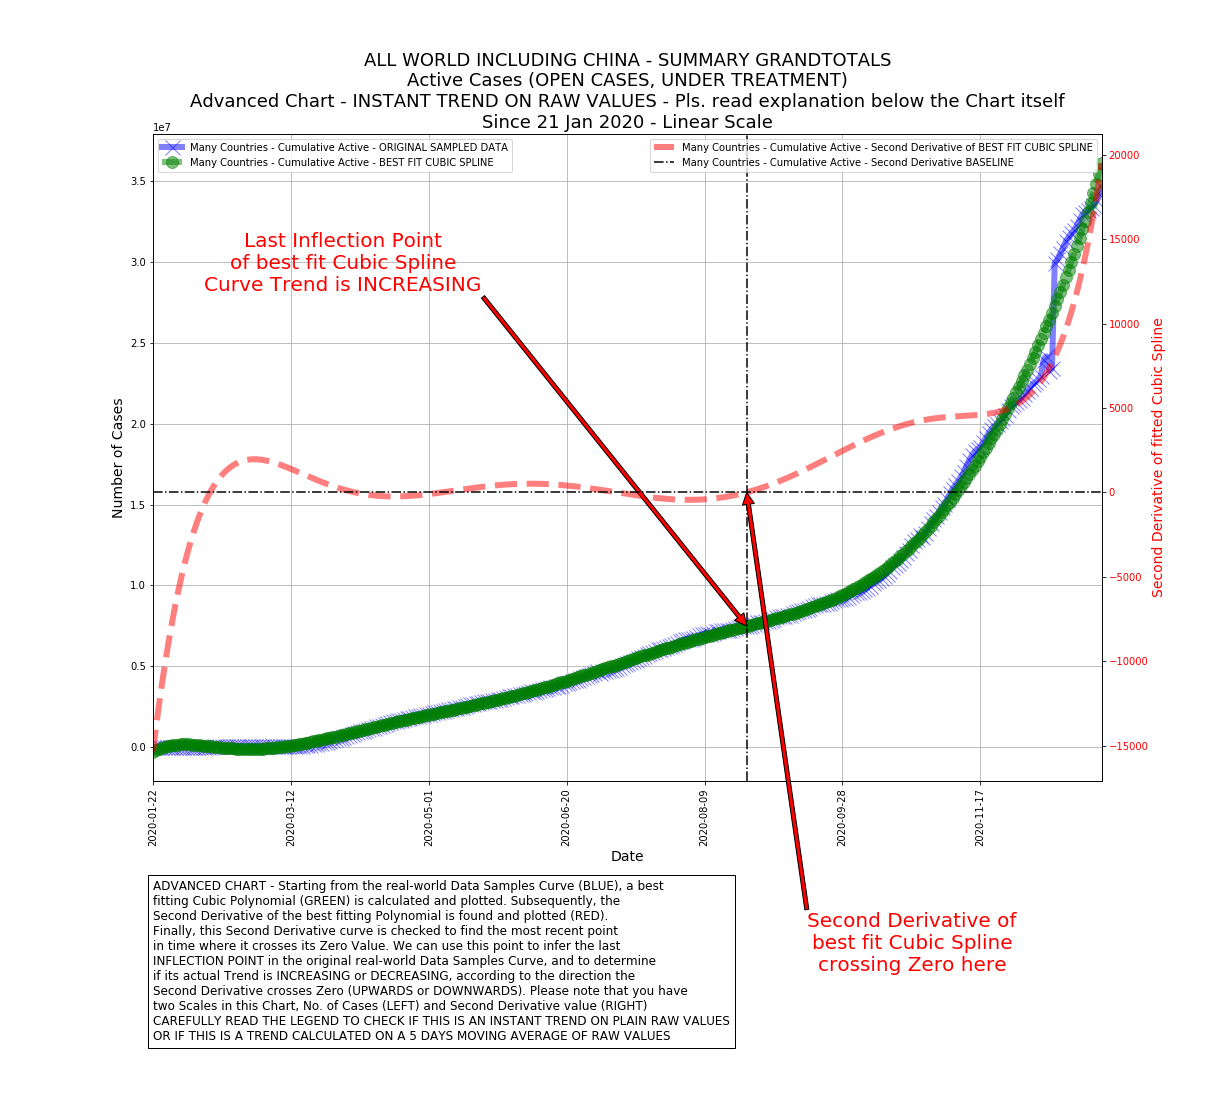 ALL WORLD INCLUDING CHINA - SUMMARY GRANDTOTALS
Active Cases (OPEN CASES, UNDER TREATMENT)
Advanced Chart - INSTANT TREND ON RAW VALUES - Pls. read explanation below the Chart itself
Since 21 Jan 2020 - Linear Scale
1e7
Many Countries - Cumulative Active - ORIGINAL SAMPLED DATA
Many Countries - Cumulative Active - BEST FIT CUBIC SPLINE
Many Countries - Cumulative Active - Second Derivative of BEST FIT CUBIC SPLINE
Many Countries - Cumulative Active - Second Derivative BASELINE
Last Inflection Point
of best fit Cubic Spline
Curve Trend is INCREASING
Number of Cases
3.5
3.0
2.5
2.0
1.5
1.0
0.5
0.0
20000
15000
10000
5000
0
−5000
−10000
−15000
Second Derivative of fitted Cubic Spline
2020-01-22
2020-03-12
2020-05-01
2020-06-20
2020-08-09
2020-09-28
2020-11-17
Date
ADVANCED CHART - Starting from the real-world Data Samples Curve (BLUE), a best
fitting Cubic Polynomial (GREEN) is calculated and plotted. Subsequently, the
Second Derivative of the best fitting Polynomial is found and plotted (RED).
Finally, this Second Derivative curve is checked to find the most recent point
in time where it crosses its Zero Value. We can use this point to infer the last
INFLECTION POINT in the original real-world Data Samples Curve, and to determine
if its actual Trend is INCREASING or DECREASING, according to the direction the
Second Derivative crosses Zero (UPWARDS or DOWNWARDS). Please note that you have
two Scales in this Chart, No. of Cases (LEFT) and Second Derivative value (RIGHT)
CAREFULLY READ THE LEGEND TO CHECK IF THIS IS AN INSTANT TREND ON PLAIN RAW VALUES
OR IF THIS IS A TREND CALCULATED ON A 5 DAYS MOVING AVERAGE OF RAW VALUES
Second Derivative of
best fit Cubic Spline
crossing Zero here